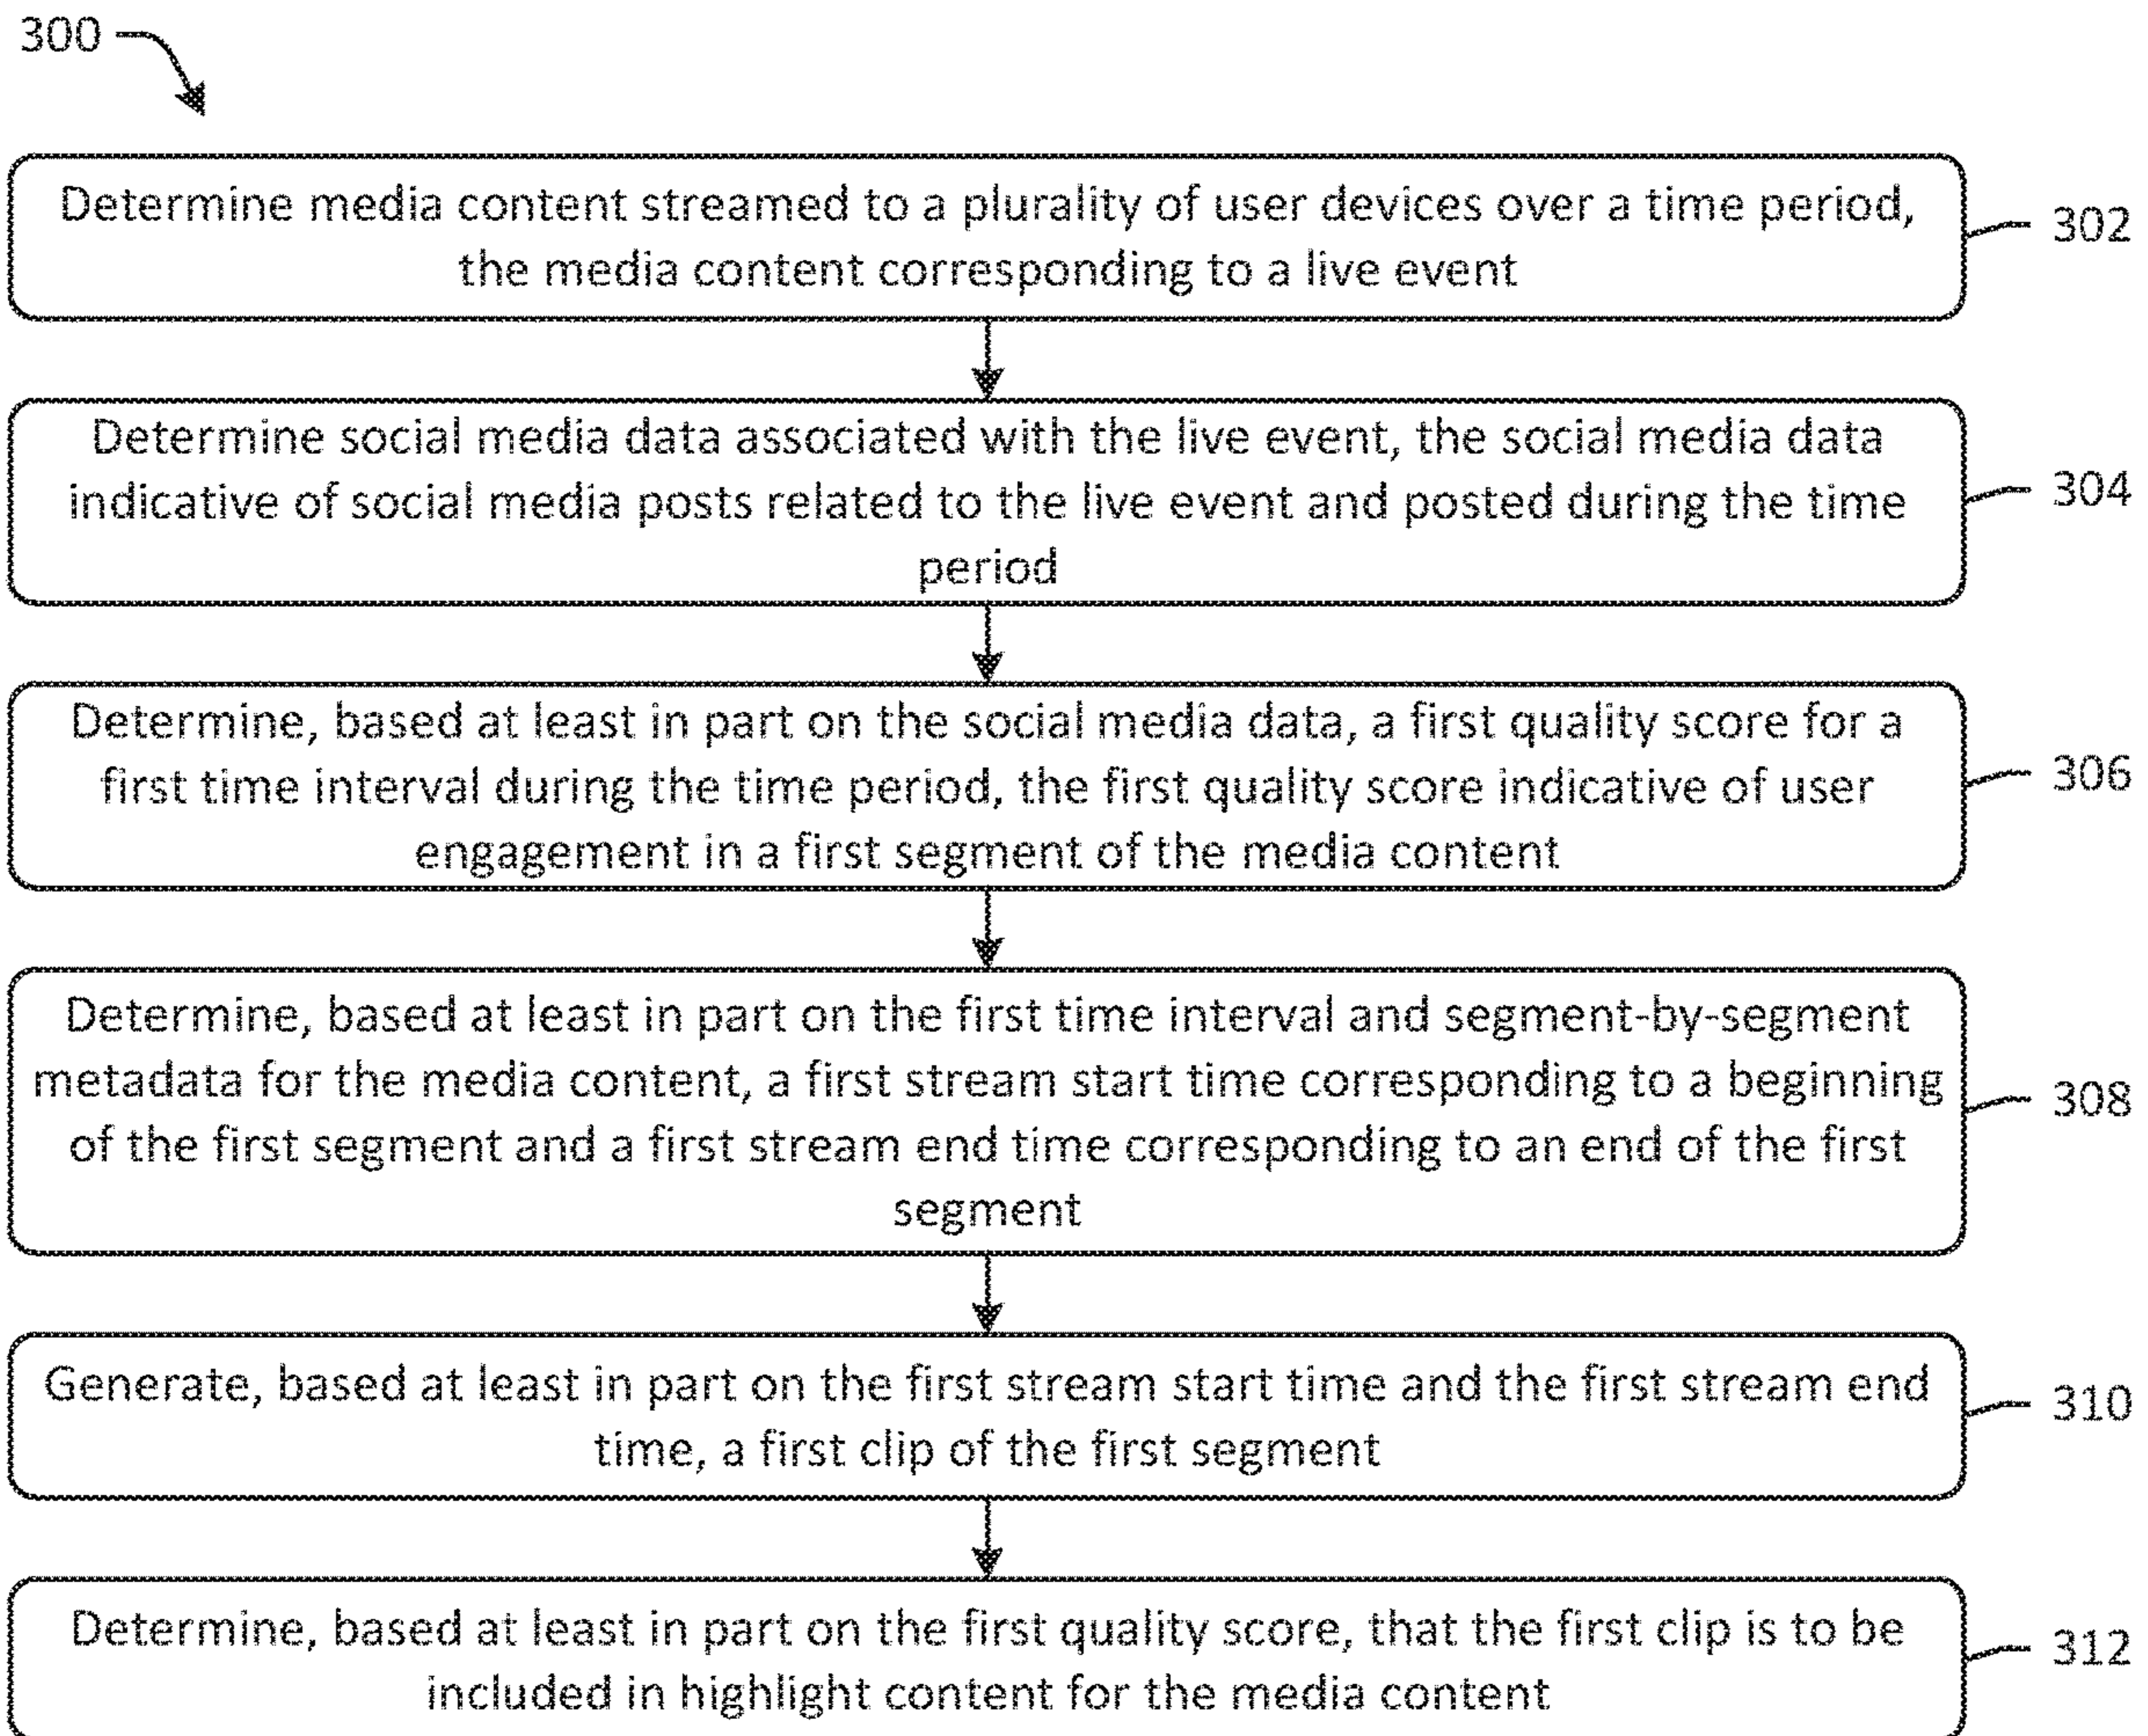 300
Determine media content streamed to a plurality of user devices over a time period,
the media content corresponding to a live event
302
Determine social media data associated with the live event, the social media data
indicative of social media posts related to the live event and posted during the time
period
304
Determine, based at least in part on the social media data, a first quality score for a
first time interval during the time period, the first quality score indicative of user
engagement in a first segment of the media content
306
Determine, based at least in part on the first time interval and segment-by-segment
metadata for the media content, a first stream start time corresponding to a beginning
of the first segment and a first stream end time corresponding to an end of the first
segment
308
Generate, based at least in part on the first stream start time and the first stream end
time, a first clip of the first segment
310
Determine, based at least in part on the first quality score, that the first clip is to be
included in highlight content for the media content
312